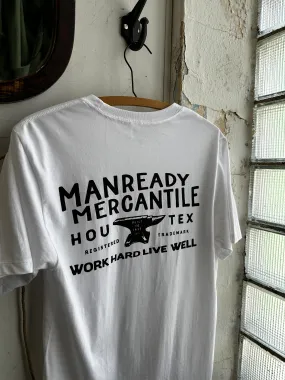 MANREADY
MERCANTILE
HOU TEX
REGISTERED TRADEMARK
WORK HARD LIVE WELL